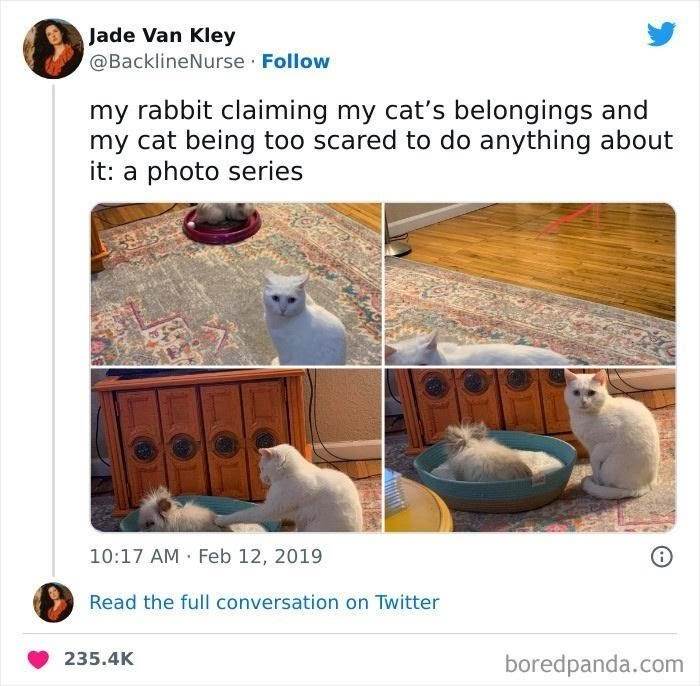 Jade Van Kley
@BacklineNurse · Follow
my rabbit claiming my cat’s belongings and
my cat being too scared to do anything about
it: a photo series
10:17 AM · Feb 12, 2019
Read the full conversation on Twitter
235.4K
boredpanda.com